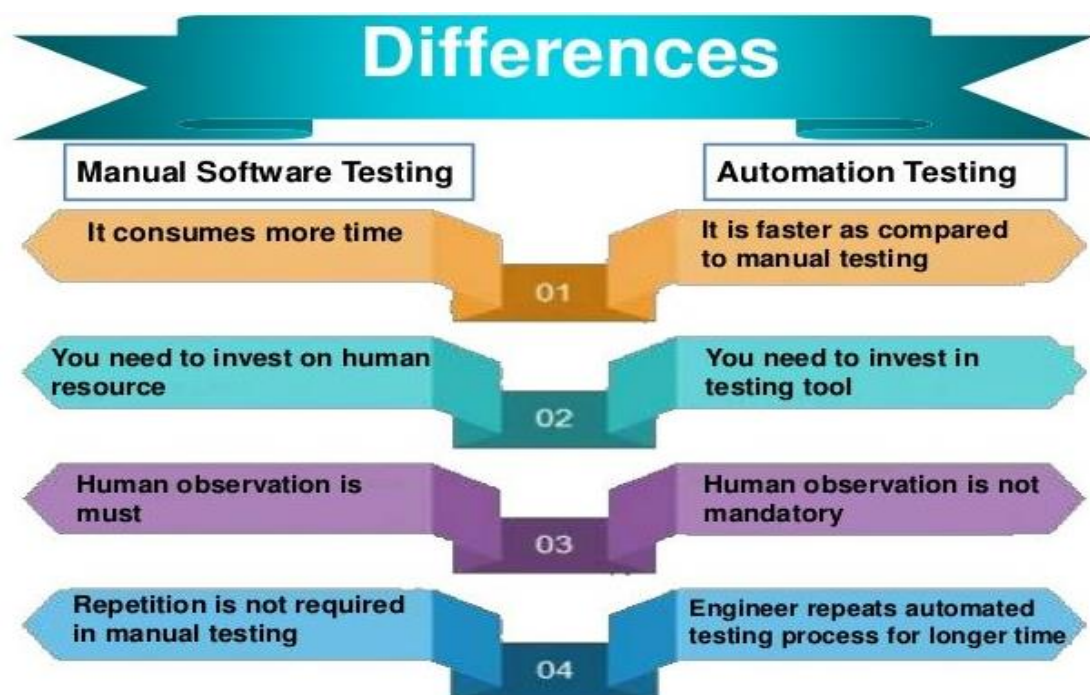 Differences
Manual Software Testing
Automation Testing
It consumes more time
01
It is faster as compared
to manual testing
You need to invest on human
resource
02
You need to invest in
testing tool
Human observation is
must
03
Human observation is not
mandatory
Repetition is not required
in manual testing
04
Engineer repeats automated
testing process for longer time